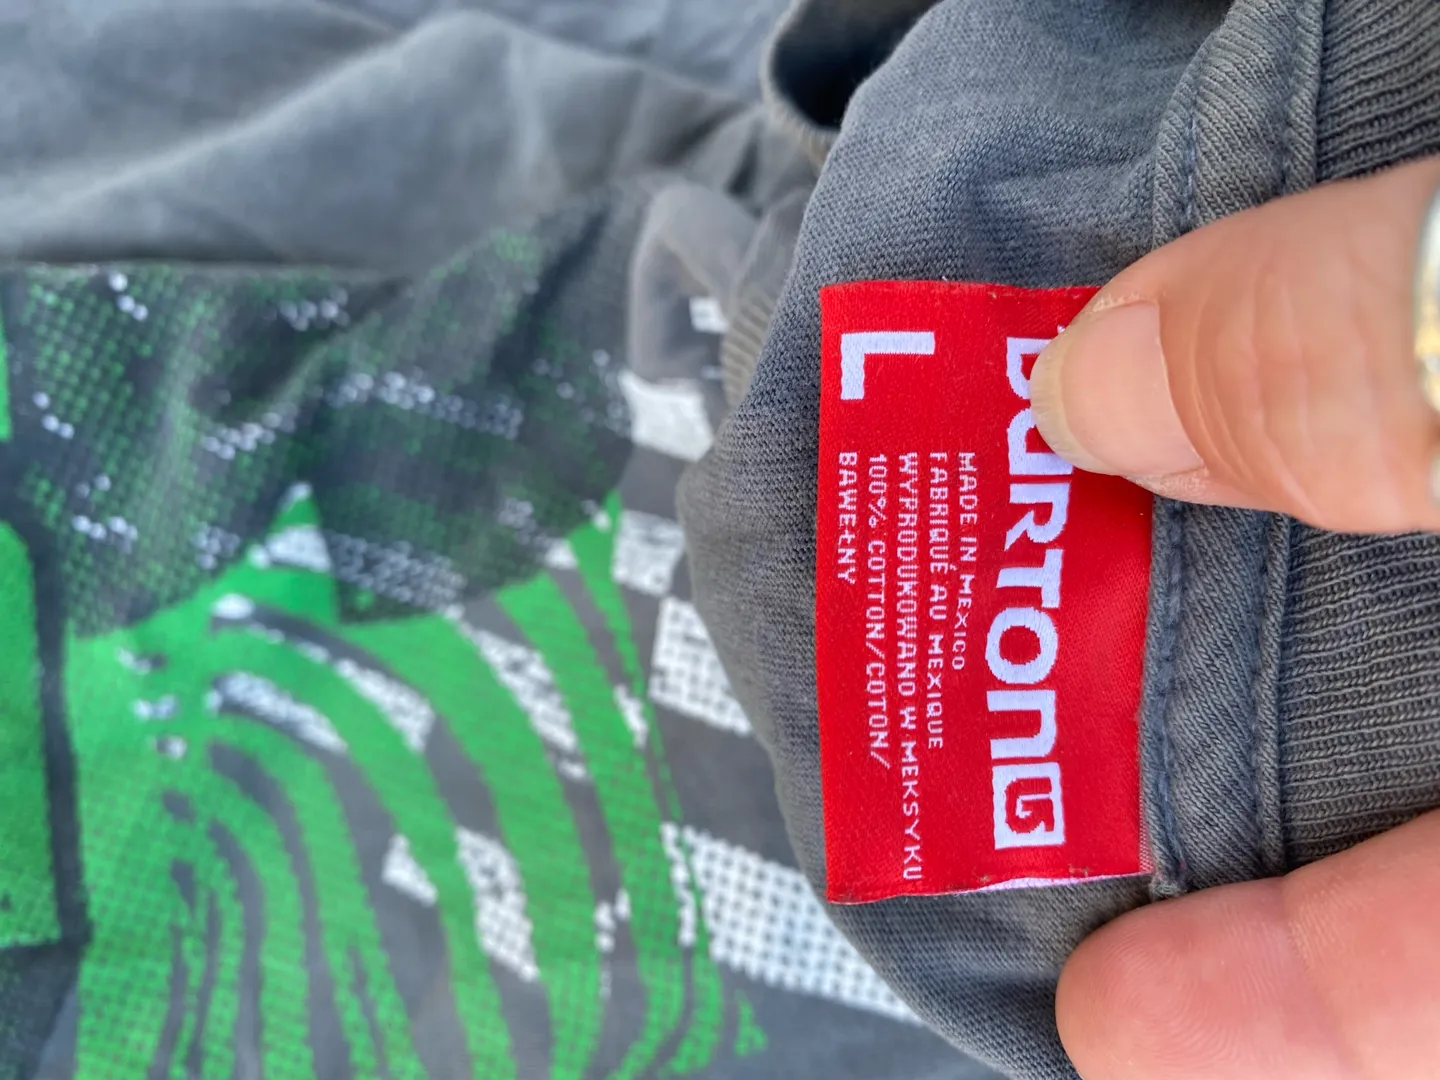 BURTON
L
MADE IN MEXICO
FABRIQUÉ AU MEXIQUE
WYPRODUKOWANO W MEKSYKU
100% COTTON/COTON/
BAWEŁNY